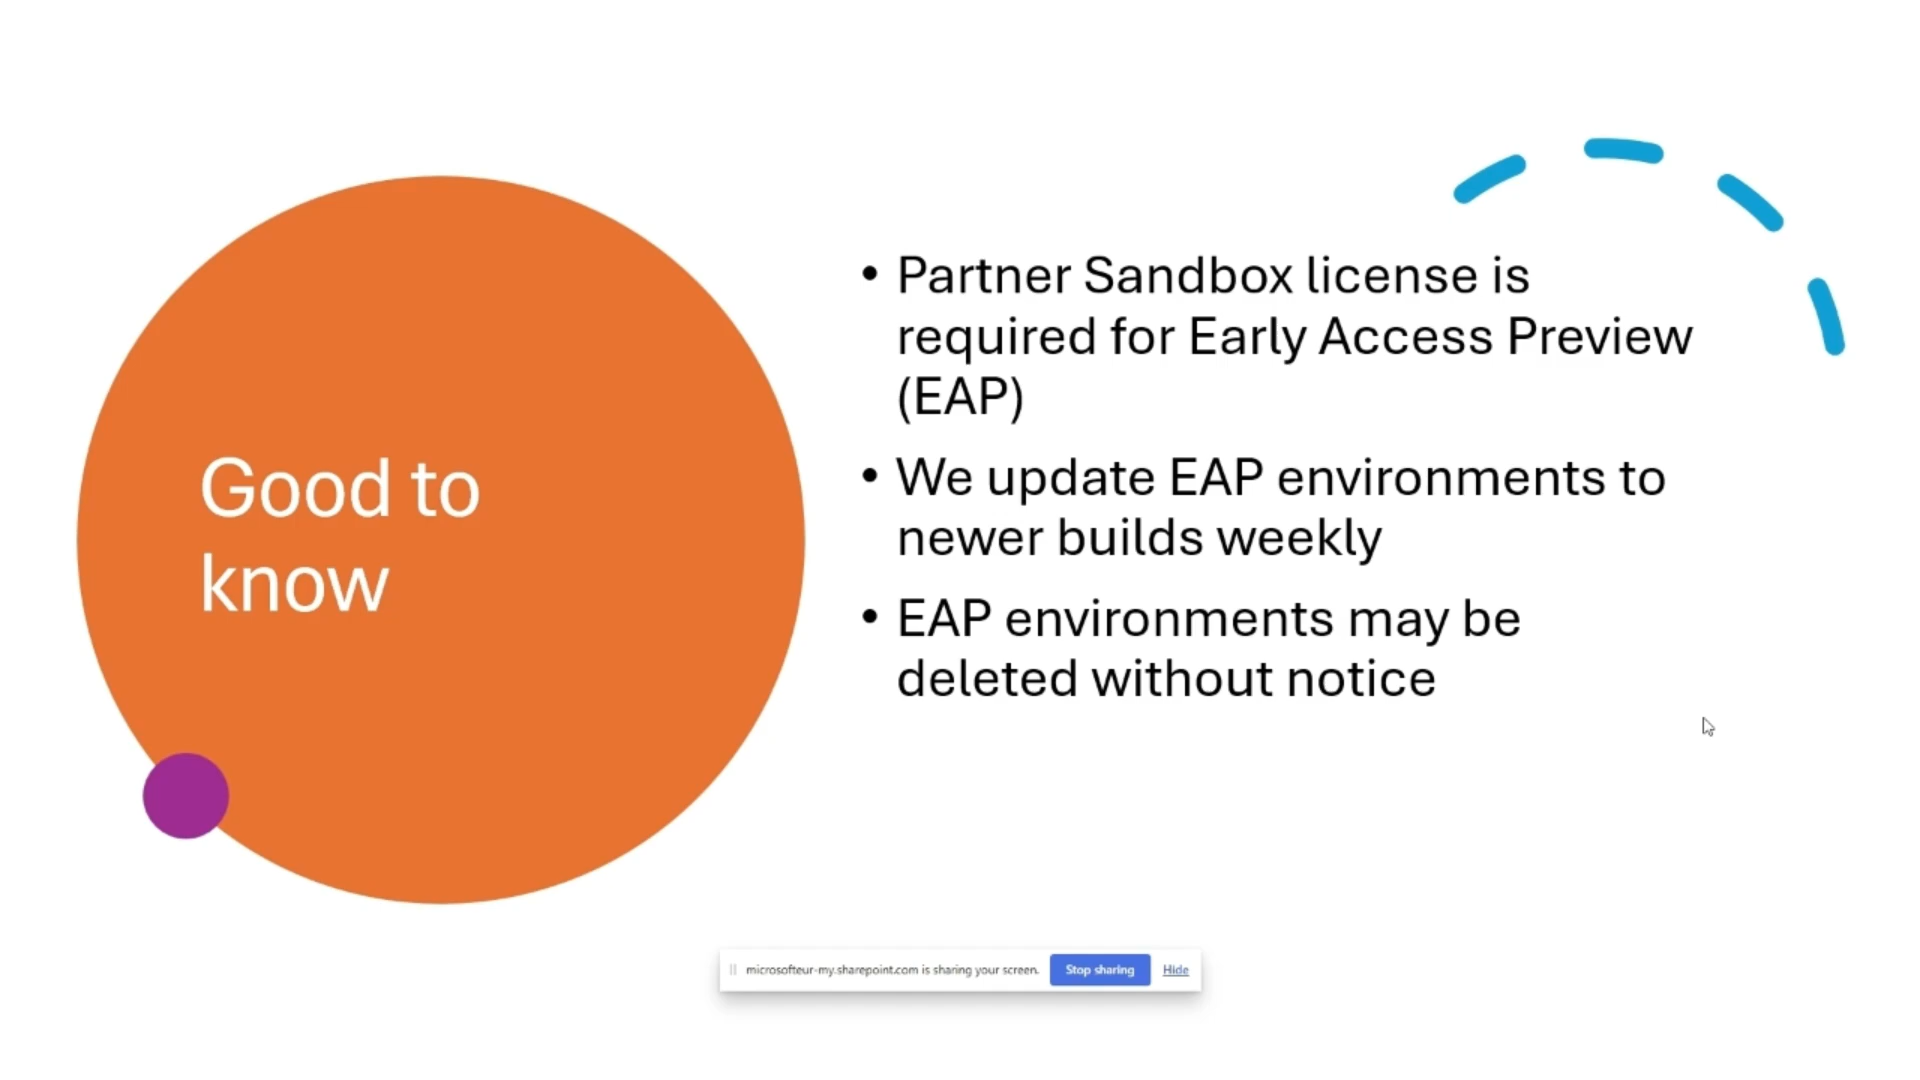 Good to
know
• Partner Sandbox license is
required for Early Access Preview
(EAP)
• We update EAP environments to
newer builds weekly
• EAP environments may be
deleted without notice
microsofteur-my.sharepoint.com is sharing your screen. Stop sharing Hide